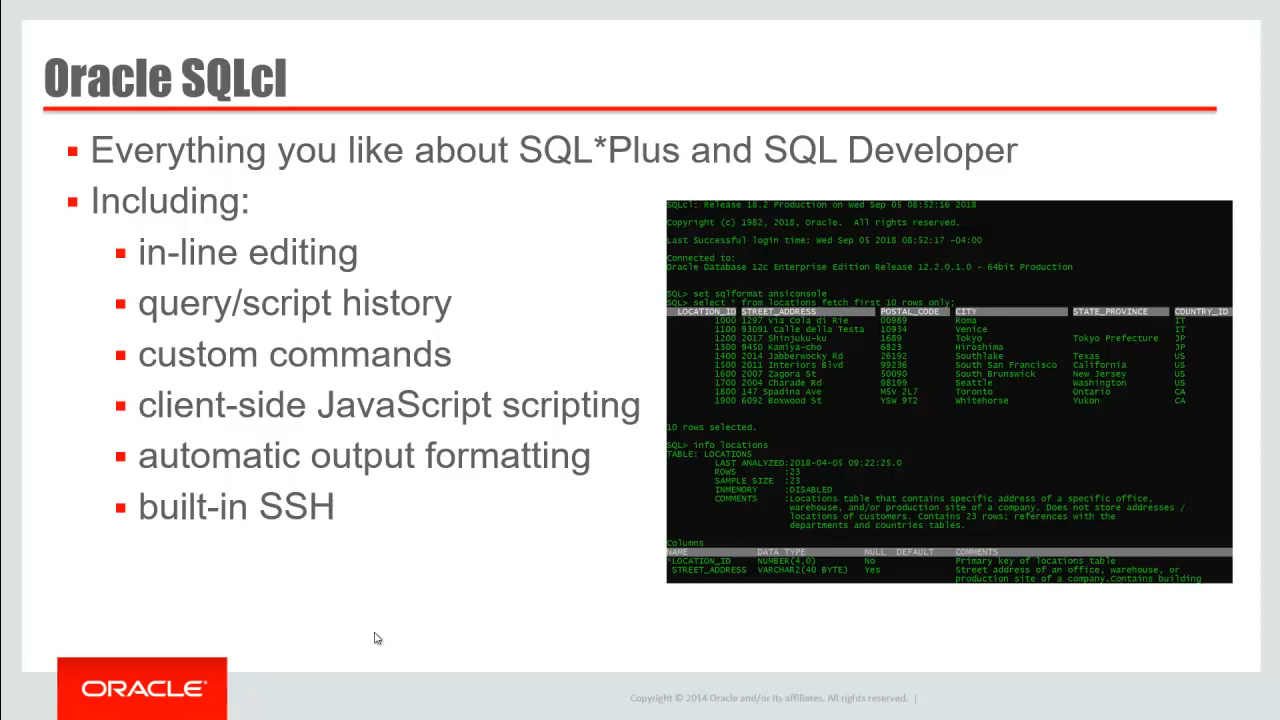 Oracle SQLcl
Everything you like about SQL*Plus and SQL Developer
Including:
in-line editing
query/script history
custom commands
client-side JavaScript scripting
automatic output formatting
built-in SSH
SQLcl: Release 18.2 Production on Wed Sep 05 08:52:16 2018
Copyright (c) 1982, 2018, Oracle. All rights reserved.
Last Successful login time: Wed Sep 05 2018 08:52:17 -04:00
Connected to:
Oracle Database 12c Enterprise Edition Release 12.2.0.1.0 - 64bit Production
SQL> set sqlformat ansiconsole
SQL> select * from locations fetch first 10 rows only;
LOCATION_ID STREET_ADDRESS POSTAL_CODE CITY STATE_PROVINCE COUNTRY_ID
1000 1297 Via Cola di Rie 00989 Roma IT
1100 93091 Calle della Testa 10934 Venice IT
1200 2017 Shinjuku-ku 1689 Tokyo Tokyo Prefecture JP
1300 9450 Kamiya-cho 6823 Hiroshima JP
1400 2014 Jabberwocky Rd 26192 Southlake Texas US
1500 2011 Interiors Blvd 99236 South San Francisco California US
1600 2007 Zagora St 50090 South Brunswick New Jersey US
1700 2004 Charade Rd 98199 Seattle Washington US
1800 147 Spadina Ave M5V 2L7 Toronto Ontario CA
1900 6092 Boxwood St YSW 9T2 Whitehorse Yukon CA
10 rows selected.
SQL> info locations
TABLE: LOCATIONS
LAST ANALYZED:2018-04-05 09:22:25.0
ROWS :23
SAMPLE SIZE :23
INMEMORY :DISABLED
COMMENTS :Locations table that contains specific address of a specific office,
warehouse, and/or production site of a company. Does not store addresses /
locations of customers. Contains 23 rows; references with the
departments and countries tables.
Columns
NAME DATA TYPE NULL DEFAULT COMMENTS
*LOCATION_ID NUMBER(4,0) No Primary key of locations table
STREET_ADDRESS VARCHAR2(40 BYTE) Yes Street address of an office, warehouse, or
production site of a company.Contains building
ORACLE®
Copyright © 2014 Oracle and/or its affiliates. All rights reserved. |